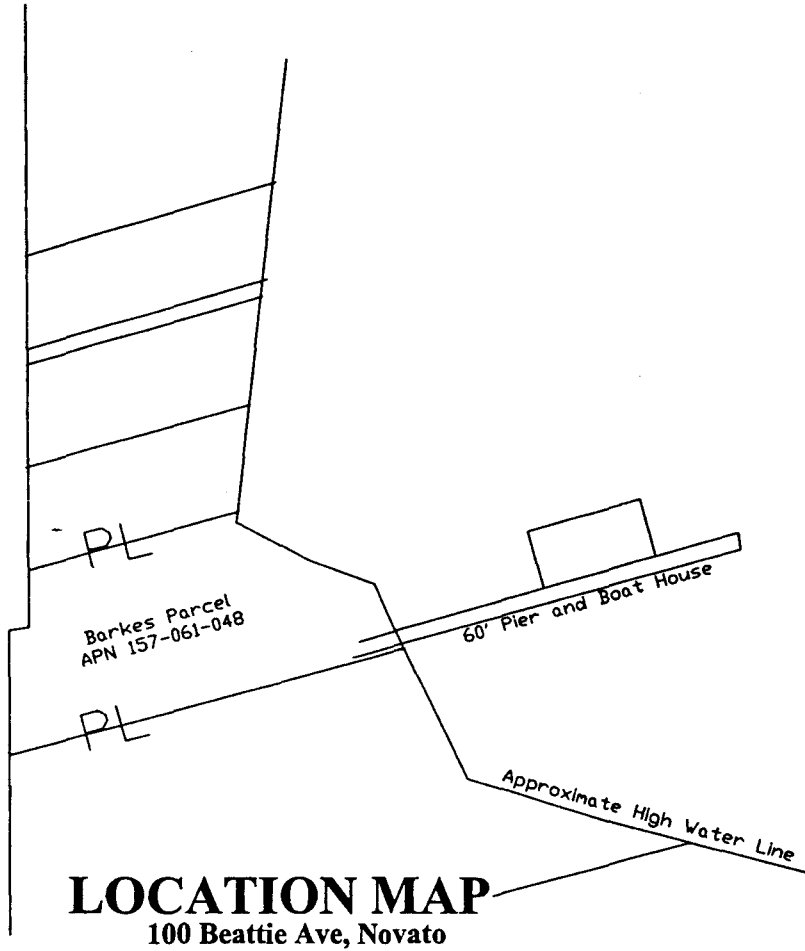 PL
Barkes Parcel
APN 157-061-048
60' Pier and Boat House
PL
Approximate High Water Line
LOCATION MAP
100 Beattie Ave, Novato